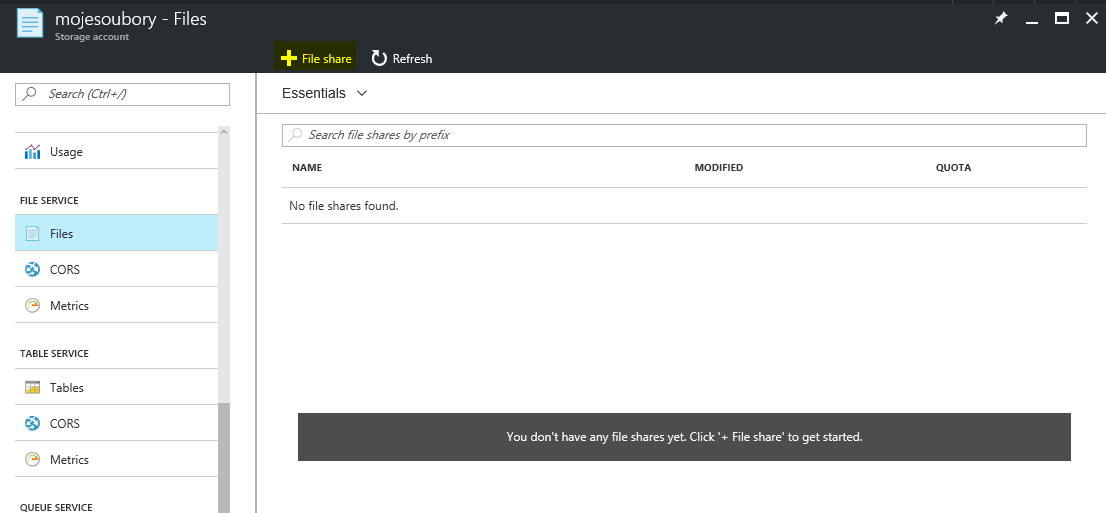 mojesoubory - Files
Storage account
File share
Refresh
Search (Ctrl+/)
Usage
FILE SERVICE
Files
CORS
Metrics
TABLE SERVICE
Tables
CORS
Metrics
QUEUE SERVICE
Essentials
Search file shares by prefix
NAME MODIFIED QUOTA
No file shares found.
You don't have any file shares yet. Click '+ File share' to get started.